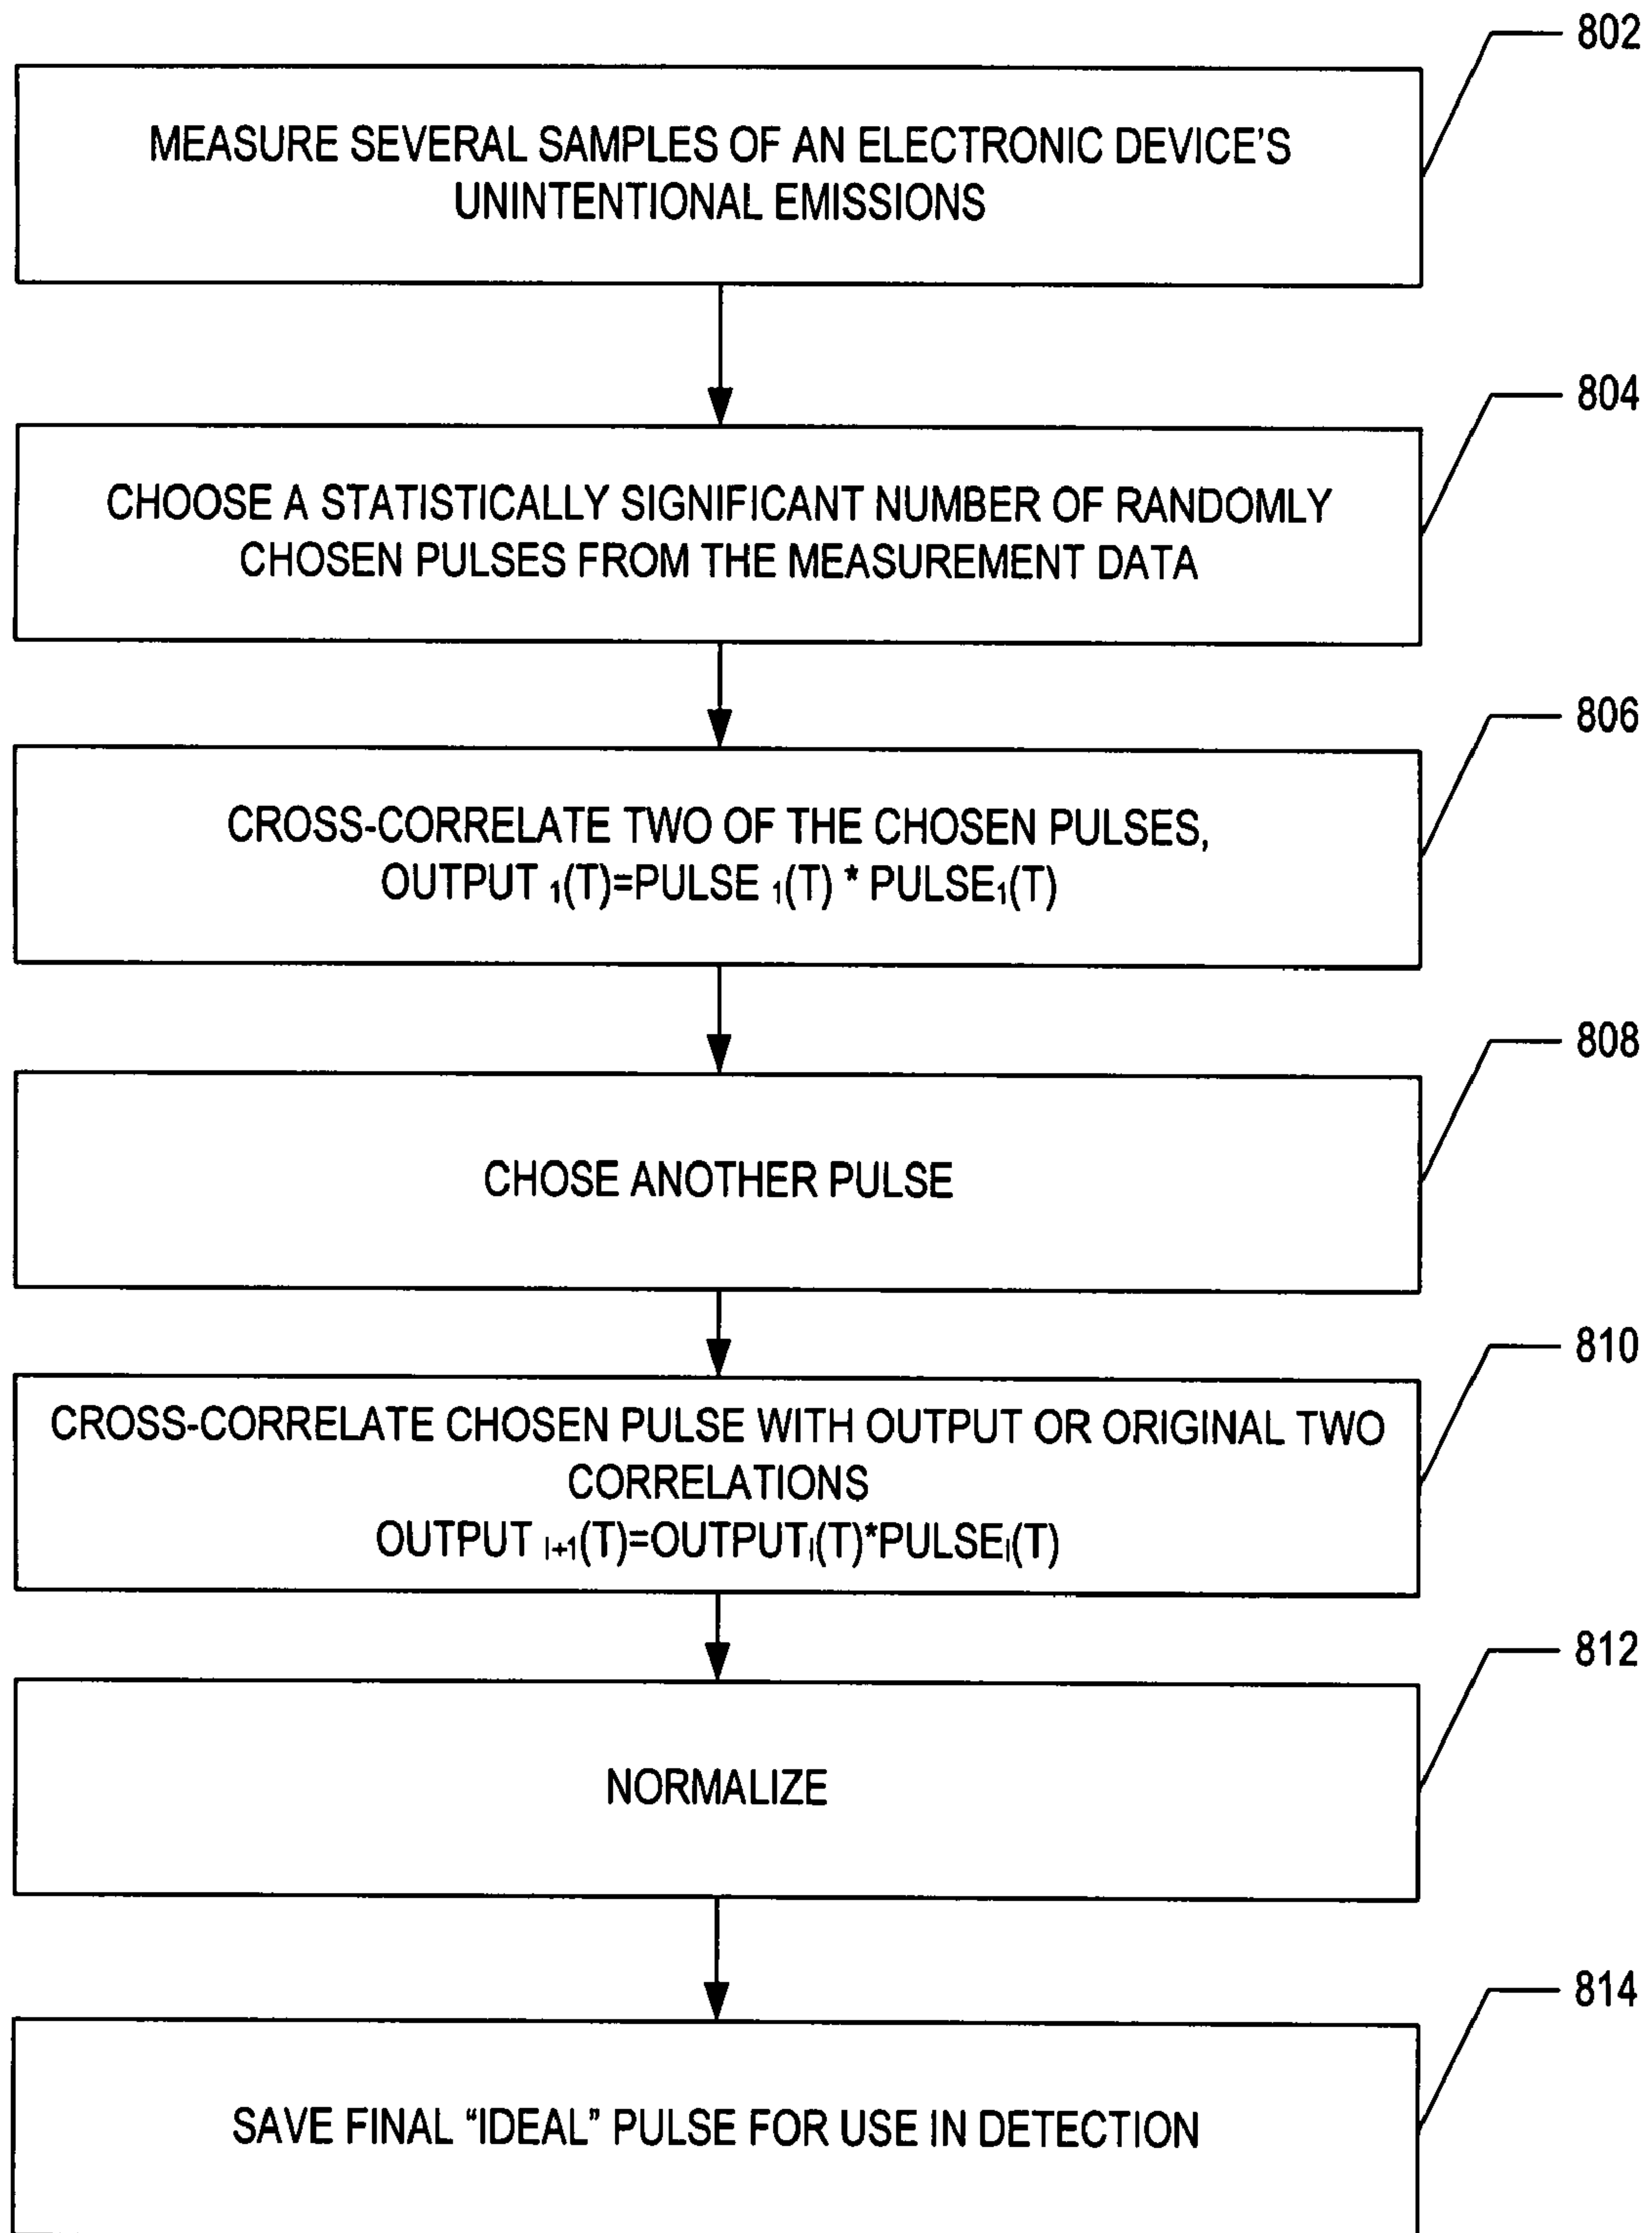 802
MEASURE SEVERAL SAMPLES OF AN ELECTRONIC DEVICE'S
UNINTENTIONAL EMISSIONS
804
CHOOSE A STATISTICALLY SIGNIFICANT NUMBER OF RANDOMLY
CHOSEN PULSES FROM THE MEASUREMENT DATA
806
CROSS-CORRELATE TWO OF THE CHOSEN PULSES,
OUTPUT ₁(T)=PULSE ₁(T) * PULSE₁(T)
808
CHOSE ANOTHER PULSE
810
CROSS-CORRELATE CHOSEN PULSE WITH OUTPUT OR ORIGINAL TWO
CORRELATIONS
OUTPUT I+1(T)=OUTPUTI(T)*PULSEI(T)
812
NORMALIZE
814
SAVE FINAL “IDEAL” PULSE FOR USE IN DETECTION